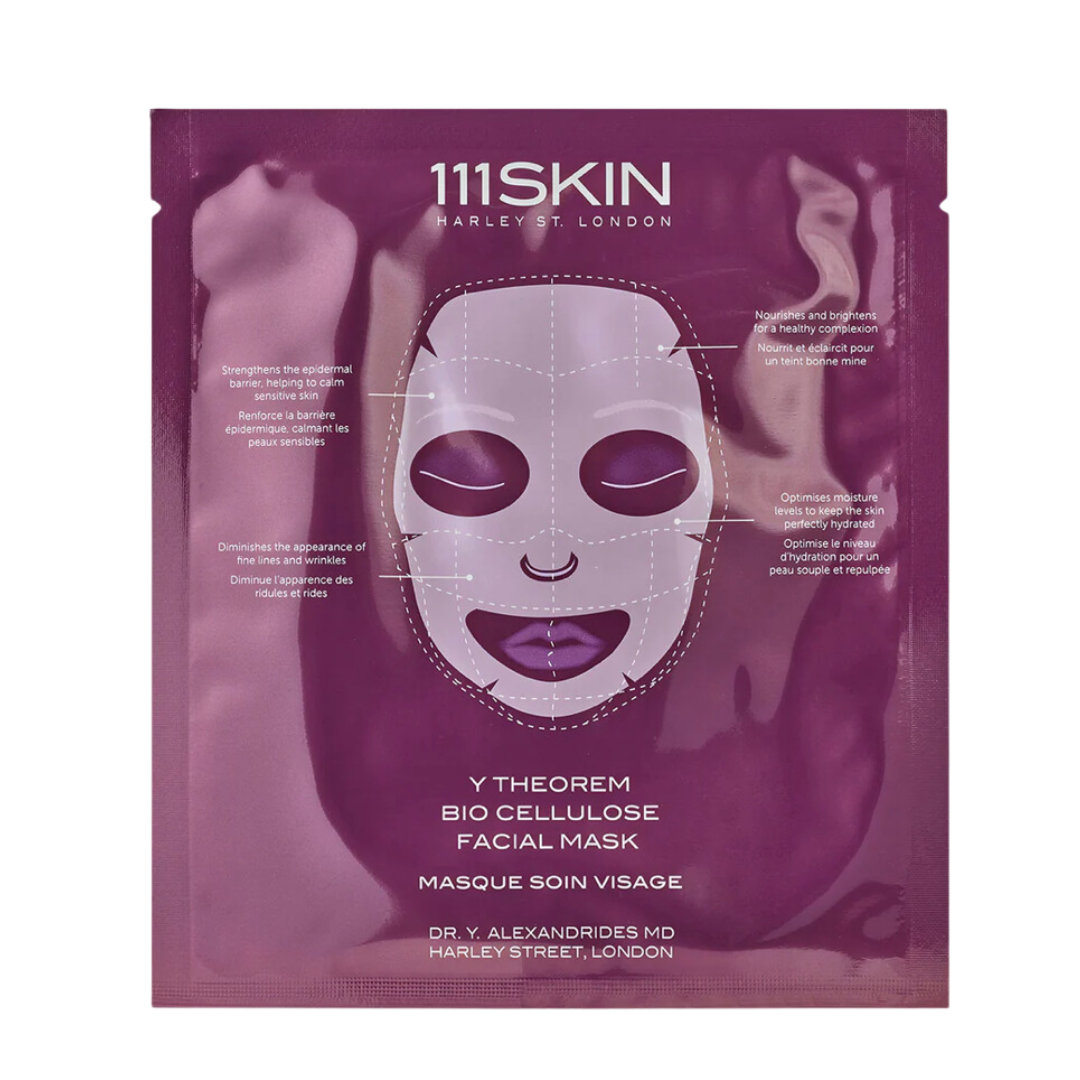 111SKIN
HARLEY ST. LONDON
Nourishes and brightens
for a healthy complexion
Nourrit et éclaircit pour
un teint bonne mine
Strengthens the epidermal
barrier, helping to calm
sensitive skin
Renforce la barrière
épidermique, calmant les
peaux sensibles
Optimises moisture
levels to keep the skin
perfectly hydrated
Optimise le niveau
d'hydration pour un
peau souple et repulpée
Diminishes the appearance of
fine lines and wrinkles
Diminue l'apparence des
ridules et rides
Y THEOREM
BIO CELLULOSE
FACIAL MASK
MASQUE SOIN VISAGE
DR. Y. ALEXANDRIDES MD
HARLEY STREET, LONDON